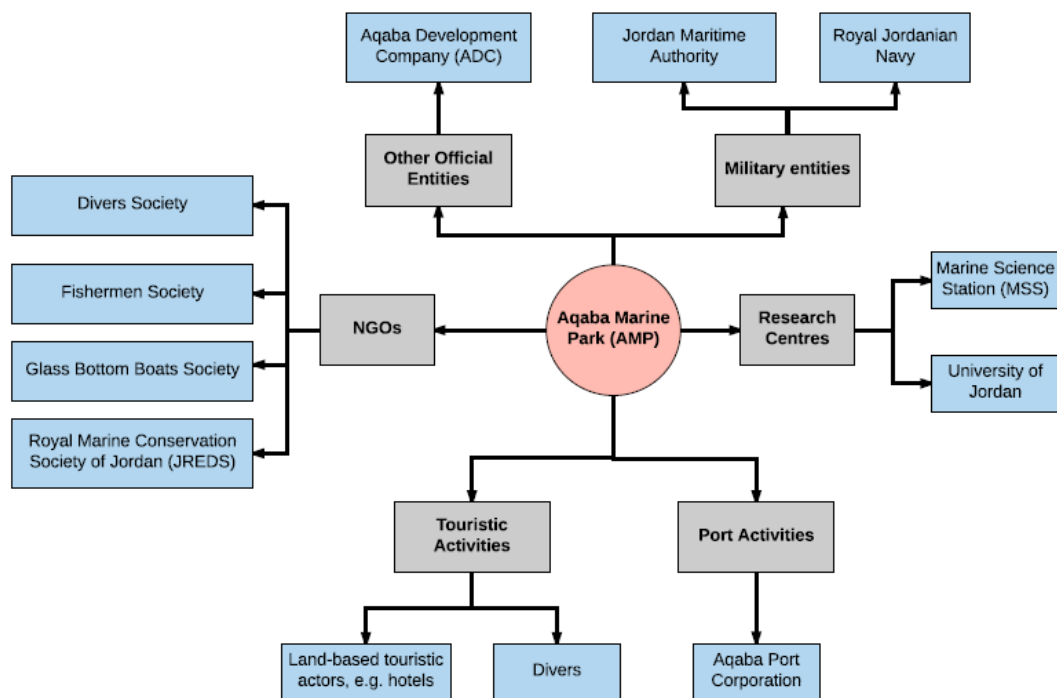 Aqaba Development
Company (ADC)
Jordan Maritime
Authority
Royal Jordanian
Navy
Other Official
Entities
Military entities
Divers Society
Fishermen Society
Glass Bottom Boats Society
Royal Marine Conservation
Society of Jordan (JREDS)
NGOs
Aqaba Marine
Park (AMP)
Research
Centres
Marine Science
Station (MSS)
University of
Jordan
Touristic
Activities
Port Activities
Land-based touristic
actors, e.g. hotels
Divers
Aqaba Port
Corporation